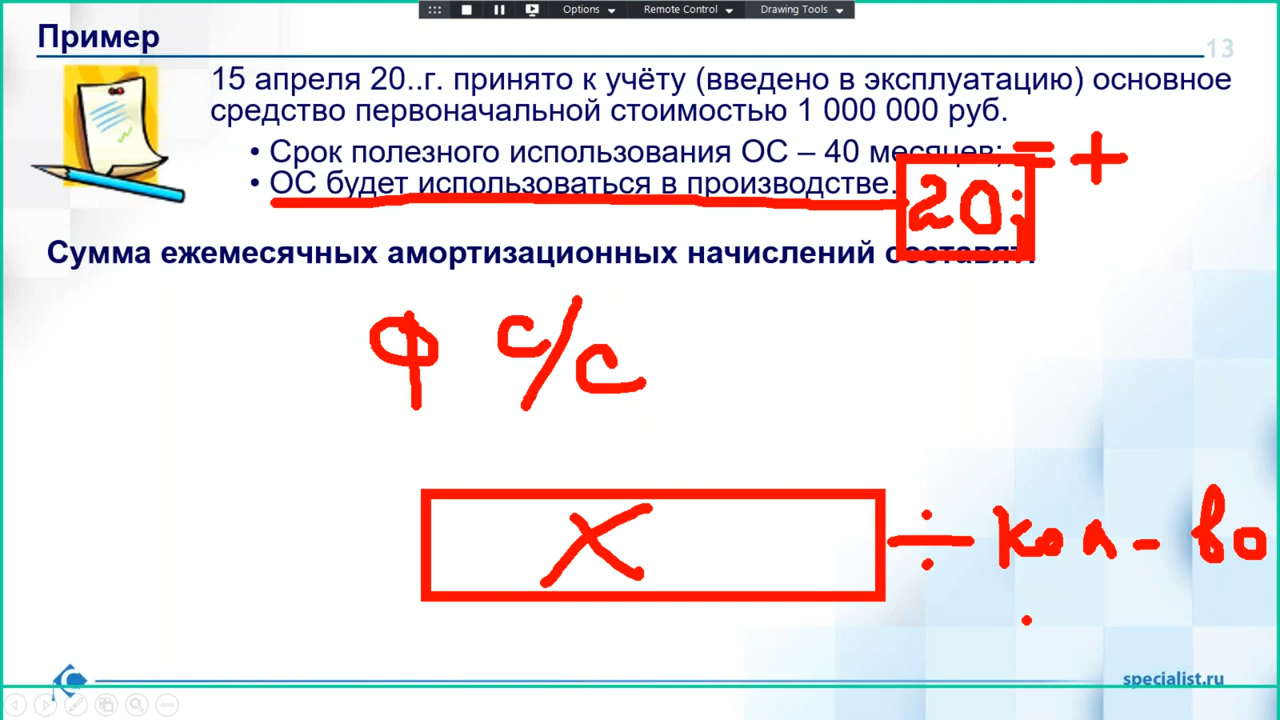 Options Remote Control Drawing Tools
Пример
13
15 апреля 20..г. принято к учёту (введено в эксплуатацию) основное
средство первоначальной стоимостью 1 000 000 руб.
• Срок полезного использования ОС – 40 месяцев; = +
• ОС будет использоваться в производстве. 20;
Сумма ежемесячных амортизационных начислений составят:
Ф с/с
X ÷ кол-во
specialist.ru